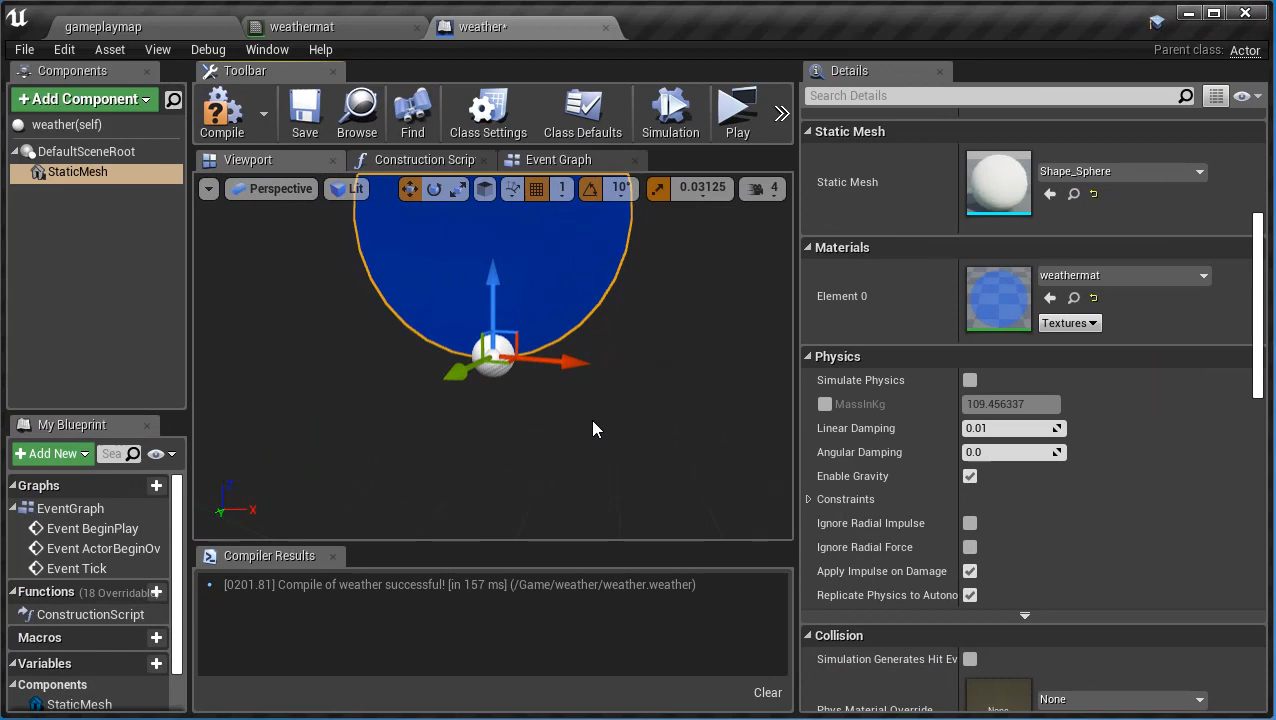 gameplaymap
weathermat
weather*
File Edit Asset View Debug Window Help
Parent class: Actor
Components
+ Add Component
weather(self)
DefaultSceneRoot
StaticMesh
Toolbar
Compile
Save
Browse
Find
Class Settings
Class Defaults
Simulation
Play
Viewport
Construction Scrip
Event Graph
Perspective
Lit
1
10°
0.03125
4
Z
X
Y
My Blueprint
+ Add New
Sea
Graphs
EventGraph
Event BeginPlay
Event ActorBeginOv
Event Tick
Functions (18 Overridab
ConstructionScript
Macros
Variables
Components
StaticMesh
Compiler Results
[0201.81] Compile of weather successful! [in 157 ms] (/Game/weather/weather.weather)
Clear
Details
Search Details
Static Mesh
Static Mesh
Shape_Sphere
Materials
Element 0
weathermat
Textures
Physics
Simulate Physics
MassInKg 109.456337
Linear Damping 0.01
Angular Damping 0.0
Enable Gravity
Constraints
Ignore Radial Impulse
Ignore Radial Force
Apply Impulse on Damage
Replicate Physics to Autono
Collision
Simulation Generates Hit Ev
Phys Material Override
None
None